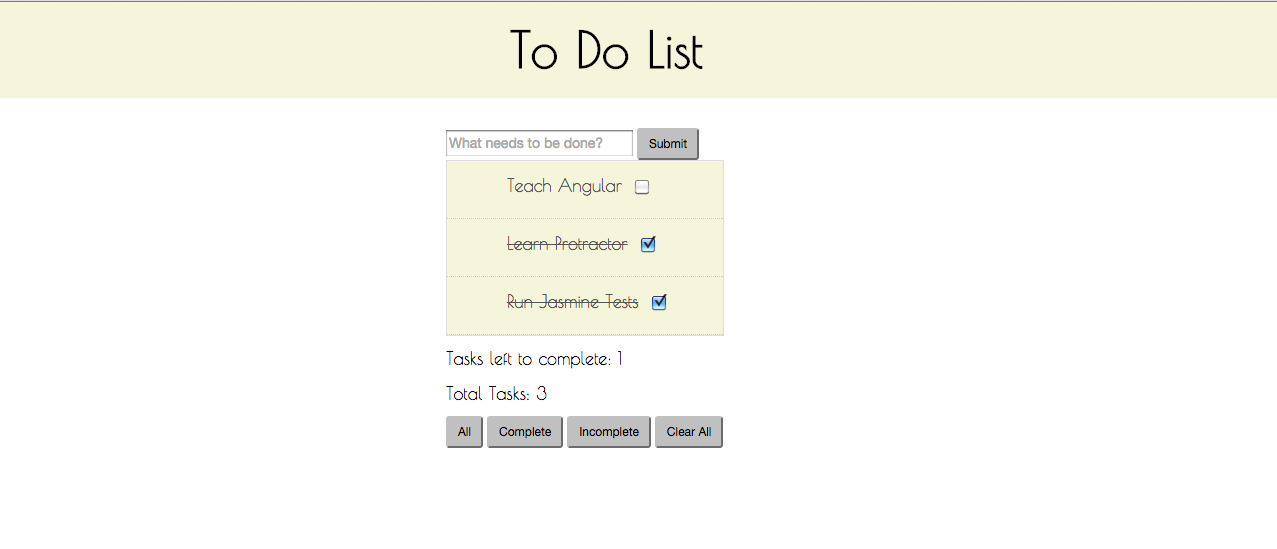 To Do List
What needs to be done? Submit
Teach Angular
Learn Protractor
Run Jasmine Tests
Tasks left to complete: 1
Total Tasks: 3
All Complete Incomplete Clear All